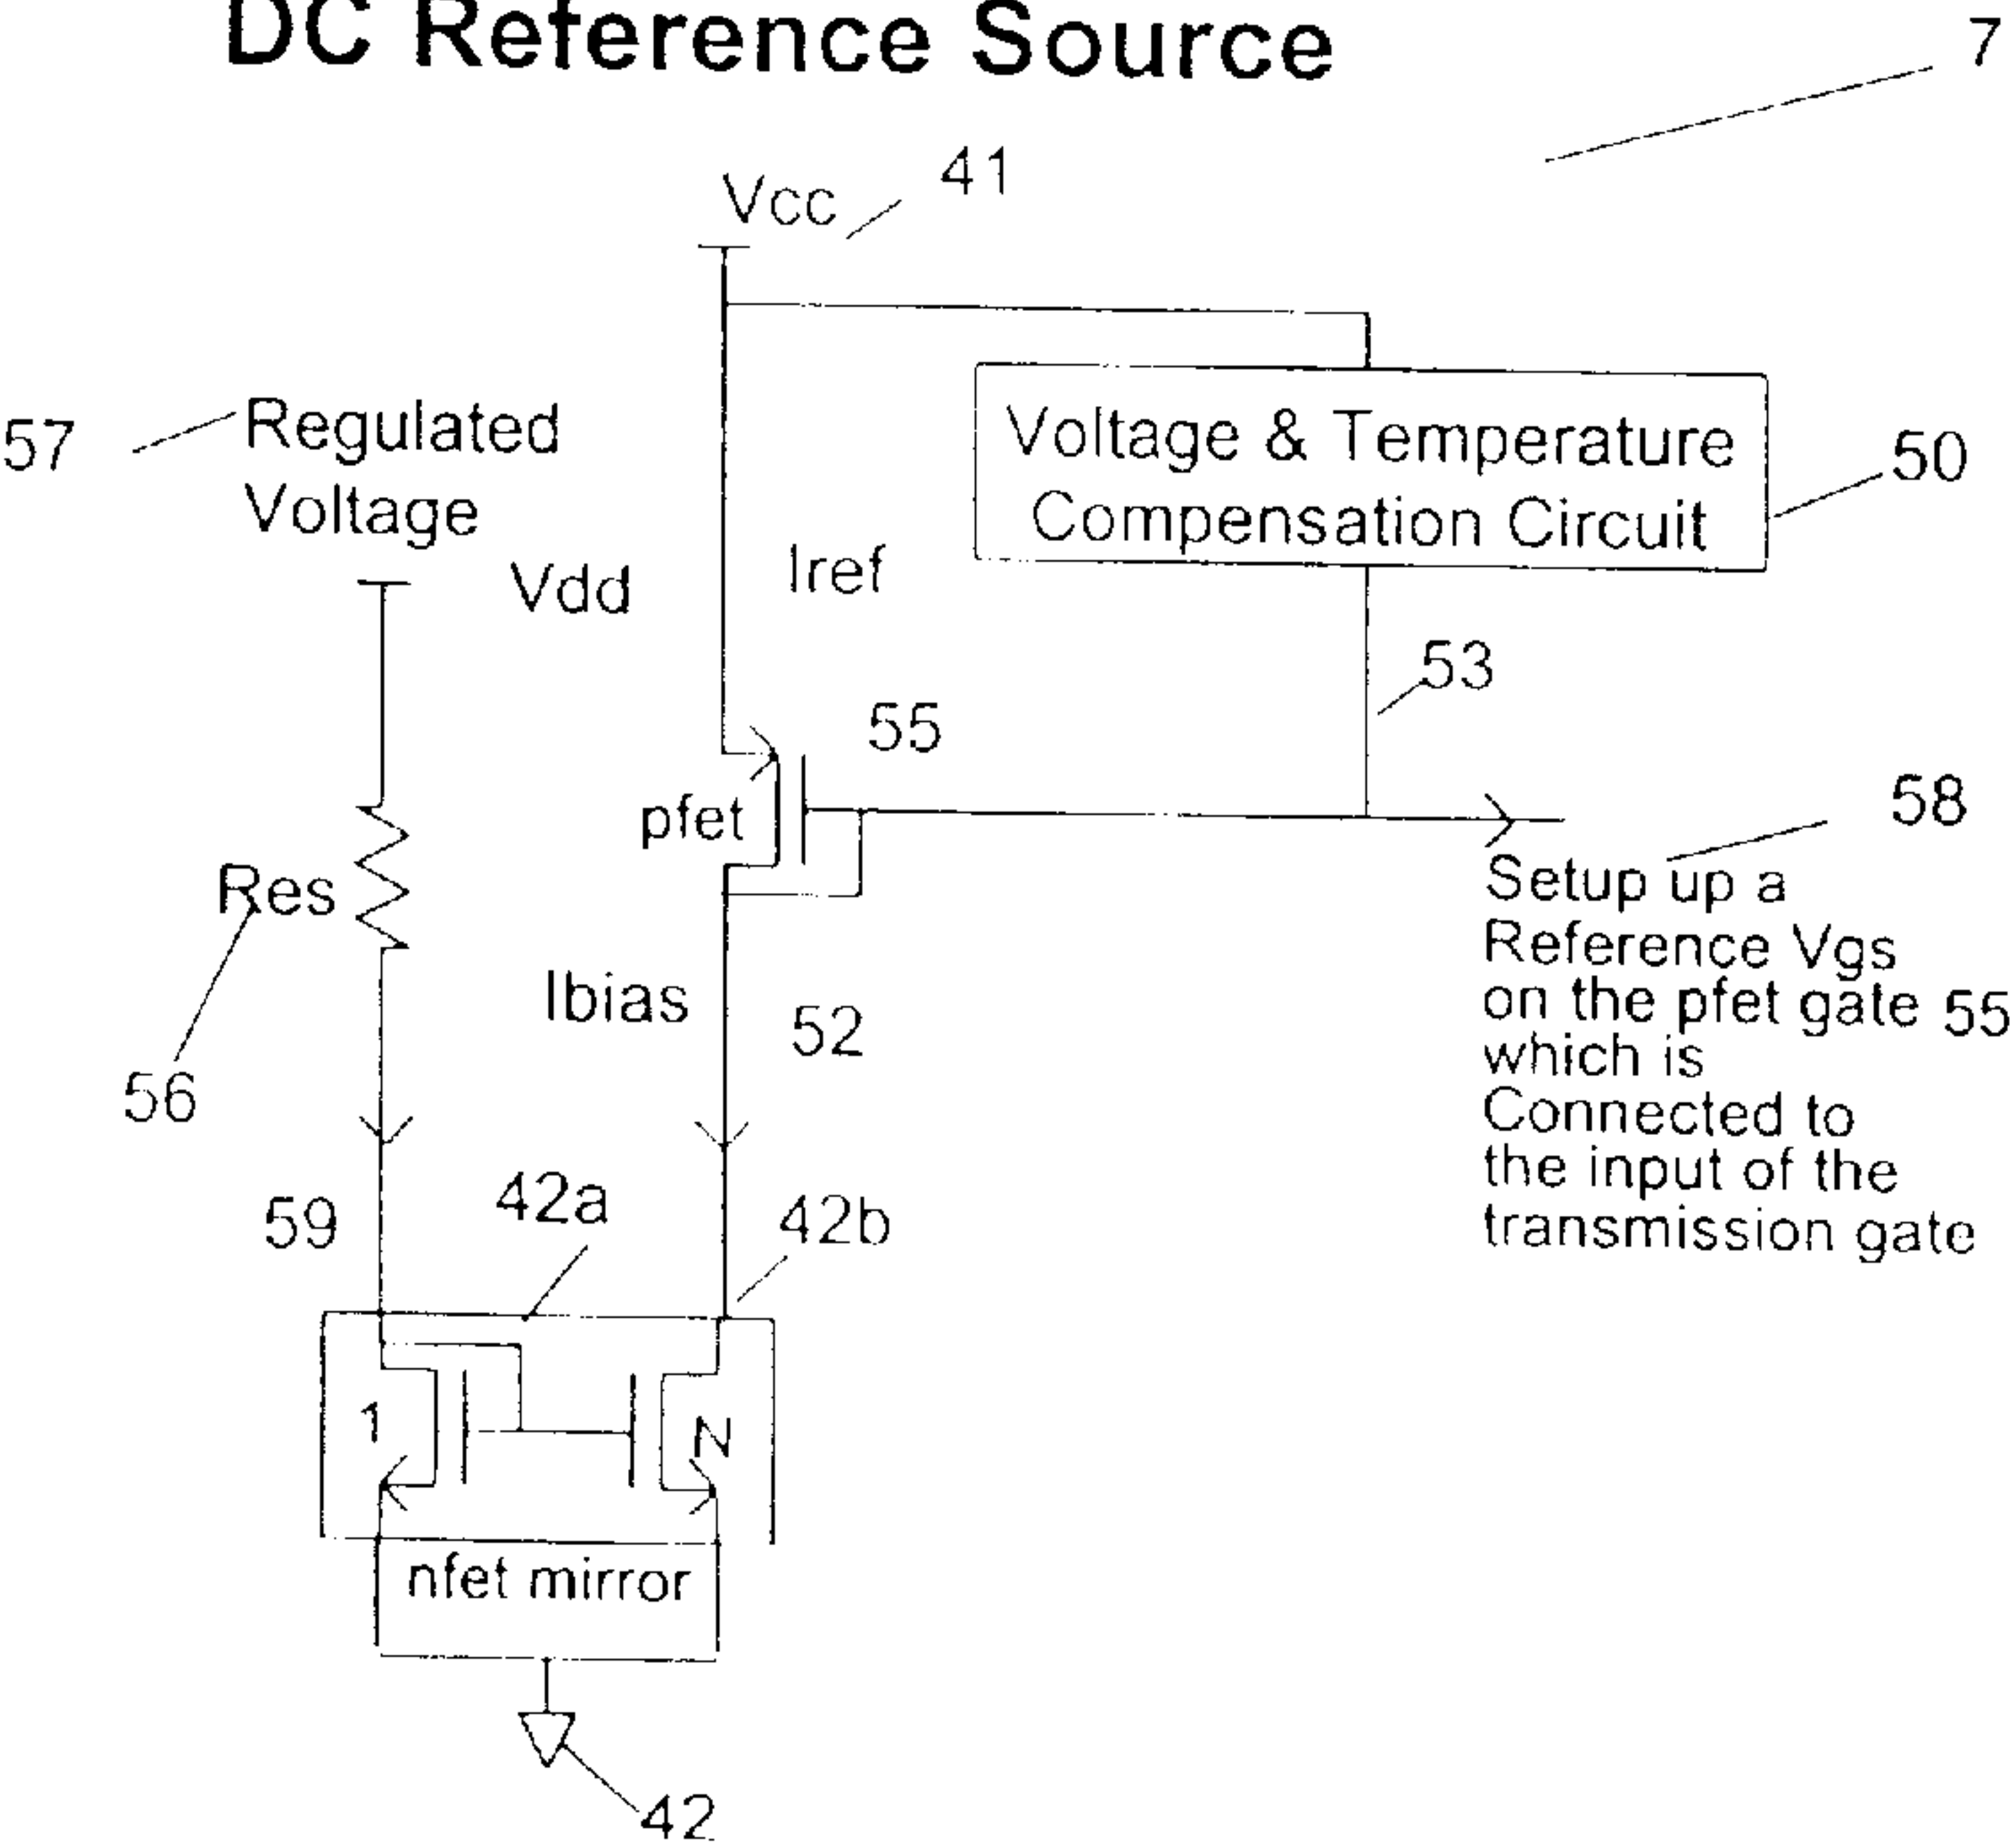 DC Reference Source
7
Vcc
41
57
Regulated
Voltage
Vdd
Iref
Voltage & Temperature
Compensation Circuit
50
53
55
pfet
58
Res
56
Ibias
52
Setup up a
Reference Vgs
on the pfet gate 55
which is
Connected to
the input of the
transmission gate
59
42a
42b
1
N
nfet mirror
42